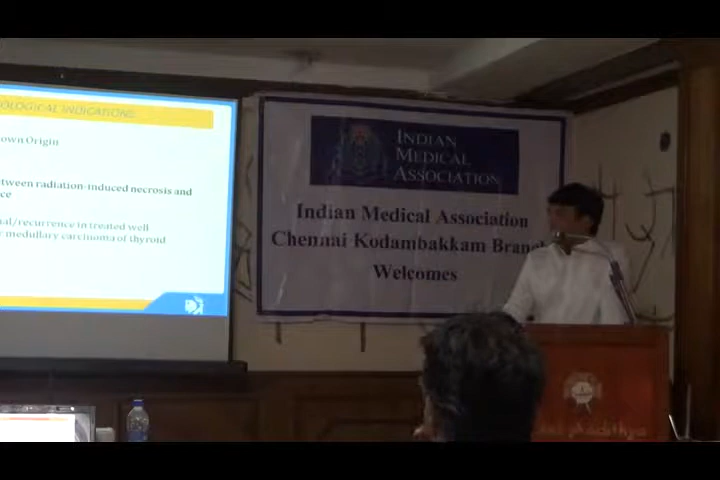 OLOGICAL INDICATIONS
own Origin
tween radiation-induced necrosis and
ce
al/recurrence in treated well
medullary carcinoma of thyroid
INDIAN
MEDICAL
ASSOCIATION
Indian Medical Association
Chennai Kodambakkam Branch
Welcomes